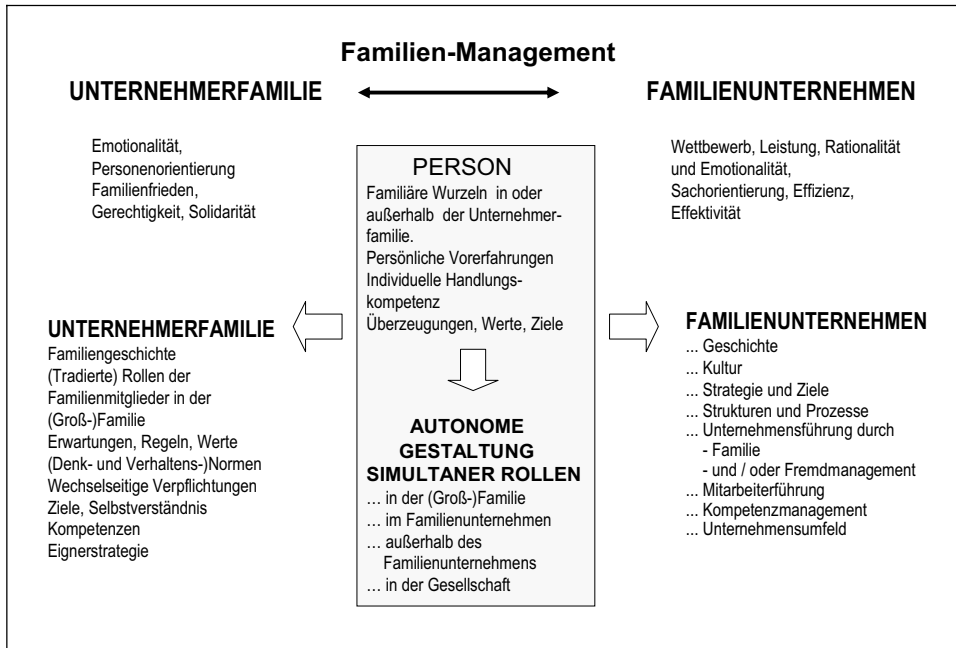 Familien-Management
UNTERNEHMERFAMILIE
FAMILIENUNTERNEHMEN
Emotionalität,
Personenorientierung
Familienfrieden,
Gerechtigkeit, Solidarität
Wettbewerb, Leistung, Rationalität
und Emotionalität,
Sachorientierung, Effizienz,
Effektivität
PERSON
Familiäre Wurzeln in oder
außerhalb der Unternehmer-
familie.
Persönliche Vorerfahrungen
Individuelle Handlungs-
kompetenz
Überzeugungen, Werte, Ziele
UNTERNEHMERFAMILIE
Familiengeschichte
(Tradierte) Rollen der
Familienmitglieder in der
(Groß-)Familie
Erwartungen, Regeln, Werte
(Denk- und Verhaltens-)Normen
Wechselseitige Verpflichtungen
Ziele, Selbstverständnis
Kompetenzen
Eignerstrategie
AUTONOME
GESTALTUNG
SIMULTANER ROLLEN
… in der (Groß-)Familie
… im Familienunternehmen
… außerhalb des
Familienunternehmens
… in der Gesellschaft
FAMILIENUNTERNEHMEN
... Geschichte
... Kultur
... Strategie und Ziele
... Strukturen und Prozesse
... Unternehmensführung durch
- Familie
- und / oder Fremdmanagement
... Mitarbeiterführung
... Kompetenzmanagement
... Unternehmensumfeld